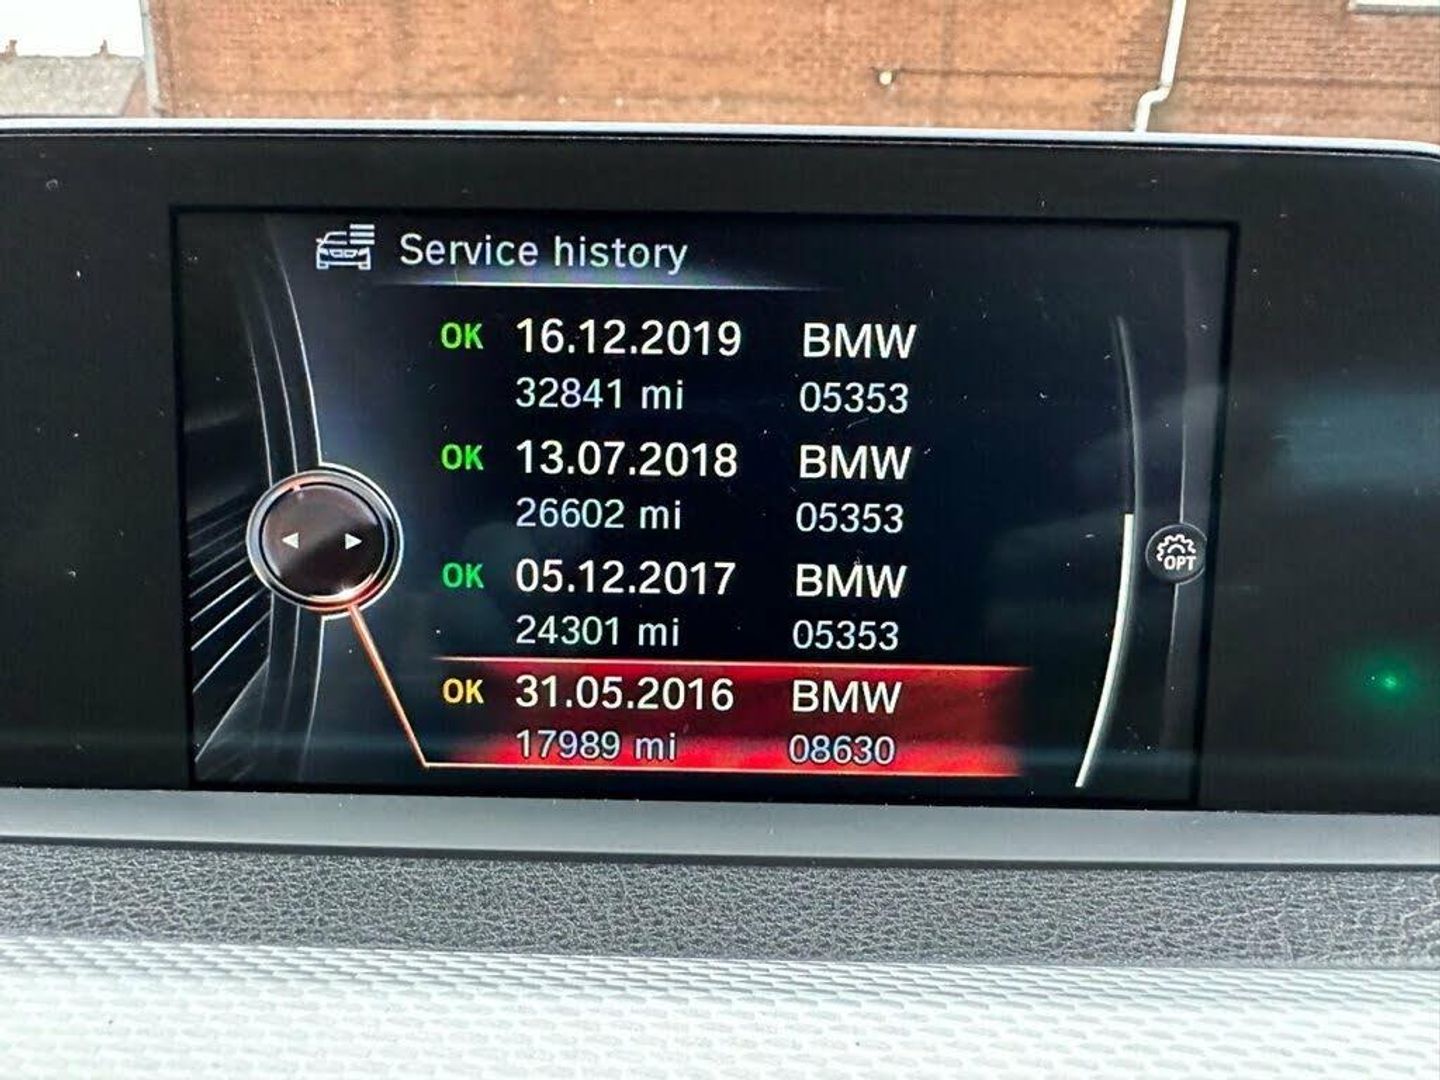 Service history
OK 16.12.2019 BMW
32841 mi 05353
OK 13.07.2018 BMW
26602 mi 05353
OK 05.12.2017 BMW
24301 mi 05353
OK 31.05.2016 BMW
17989 mi 08630
OPT